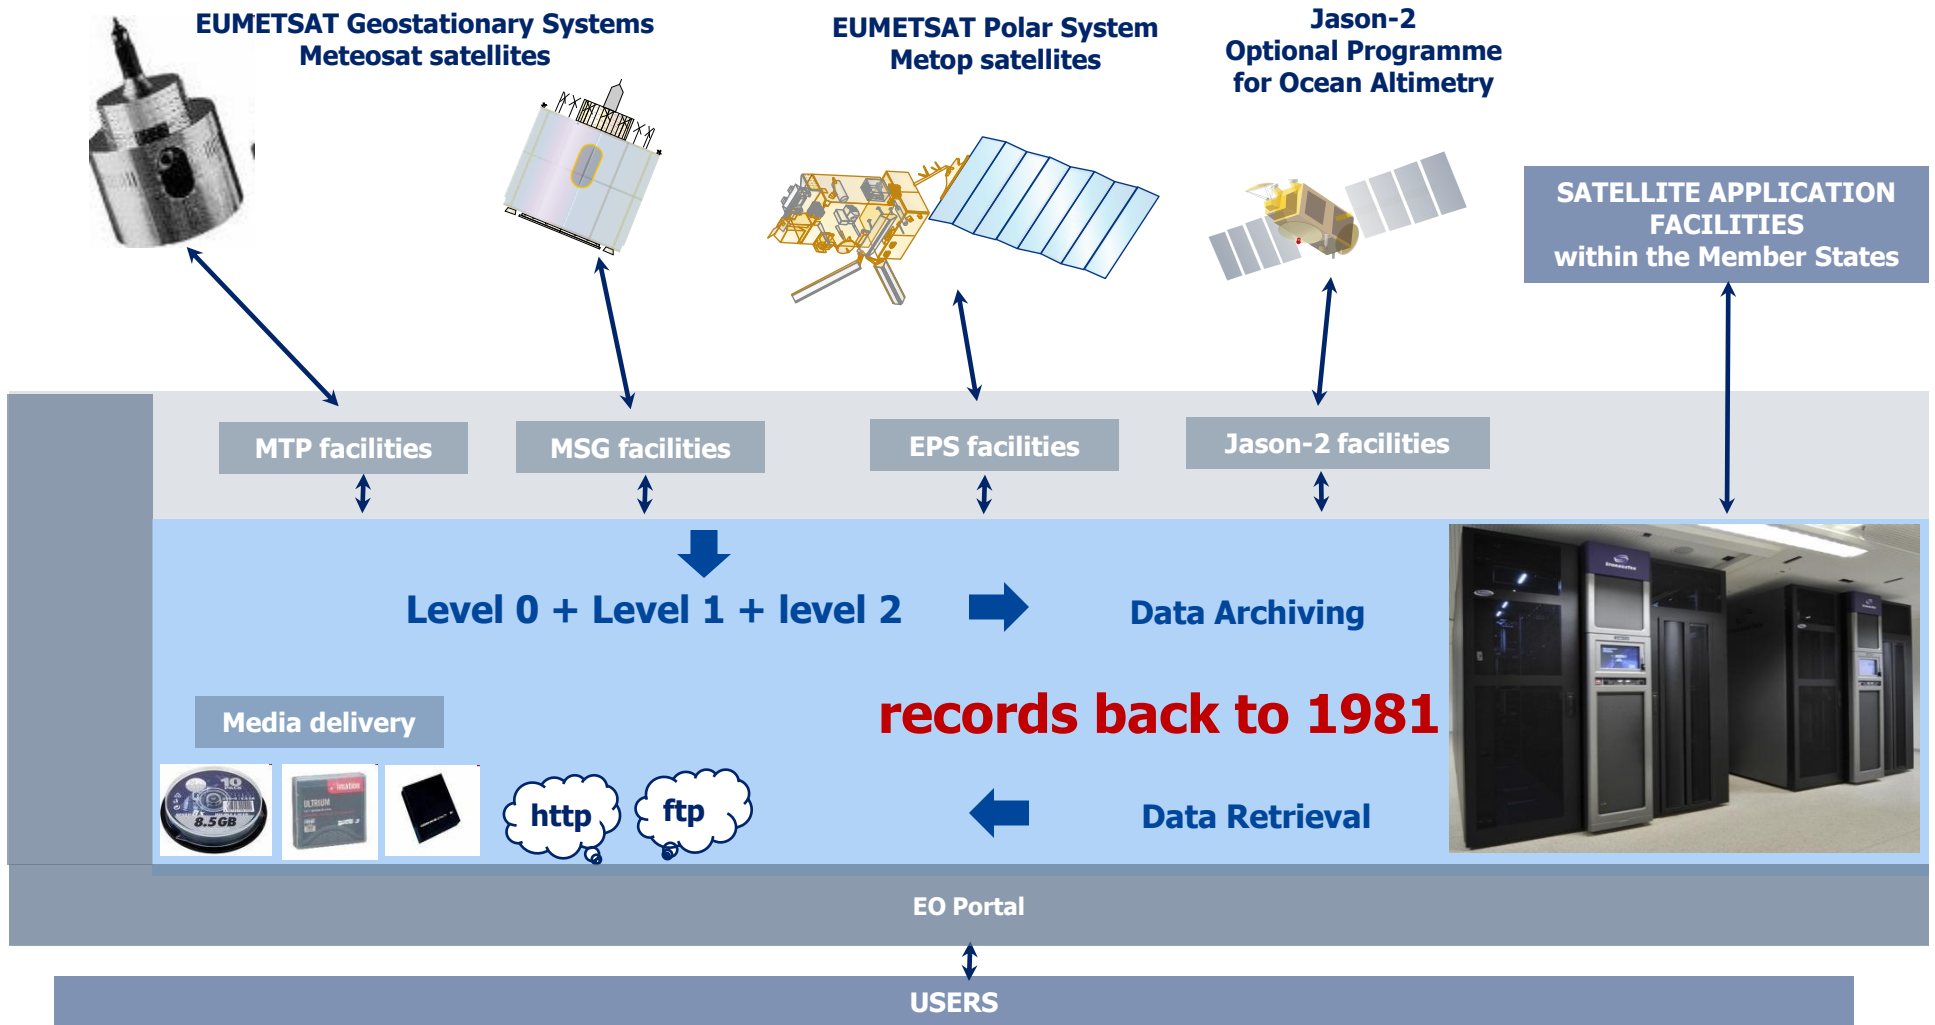 EUMETSAT Geostationary Systems
Meteosat satellites
EUMETSAT Polar System
Metop satellites
Jason-2
Optional Programme
for Ocean Altimetry
SATELLITE APPLICATION
FACILITIES
within the Member States
MTP facilities
MSG facilities
EPS facilities
Jason-2 facilities
Level 0 + Level 1 + level 2
Data Archiving
records back to 1981
Media delivery
10
8.5GB
imation
ULTRIUM
http
ftp
Data Retrieval
EO Portal
USERS